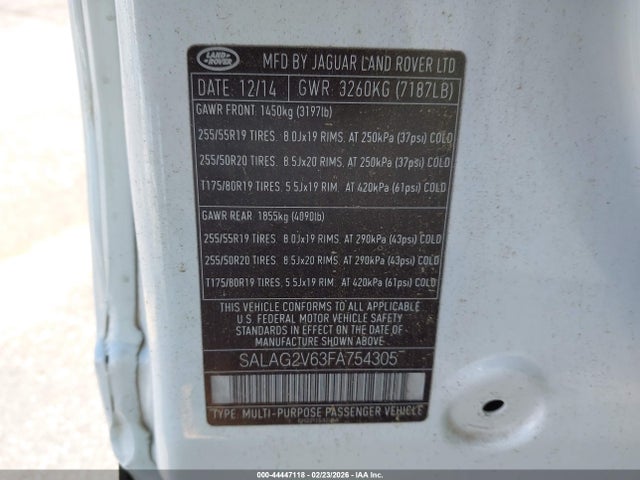 LAND ROVER
MFD BY JAGUAR LAND ROVER LTD
DATE: 12/14 GWR: 3260KG (7187LB)
GAWR FRONT: 1450kg (3197lb)
255/55R19 TIRES. 8.0Jx19 RIMS. AT 250kPa (37psi) COLD
255/50R20 TIRES. 8.5Jx20 RIMS. AT 250kPa (37psi) COLD
T175/80R19 TIRES. 5.5Jx19 RIM. AT 420kPa (61psi) COLD
GAWR REAR: 1855kg (4090lb)
255/55R19 TIRES. 8.0Jx19 RIMS. AT 290kPa (43psi) COLD
255/50R20 TIRES. 8.5Jx20 RIMS. AT 290kPa (43psi) COLD
T175/80R19 TIRES. 5.5Jx19 RIM. AT 420kPa (61psi) COLD
THIS VEHICLE CONFORMS TO ALL APPLICABLE
U.S. FEDERAL MOTOR VEHICLE SAFETY
STANDARDS IN EFFECT ON THE DATE OF
MANUFACTURE SHOWN ABOVE
SALAG2V63FA754305
TYPE: MULTI-PURPOSE PASSENGER VEHICLE
000-44447118 - 02/23/2026 - IAAI.COM